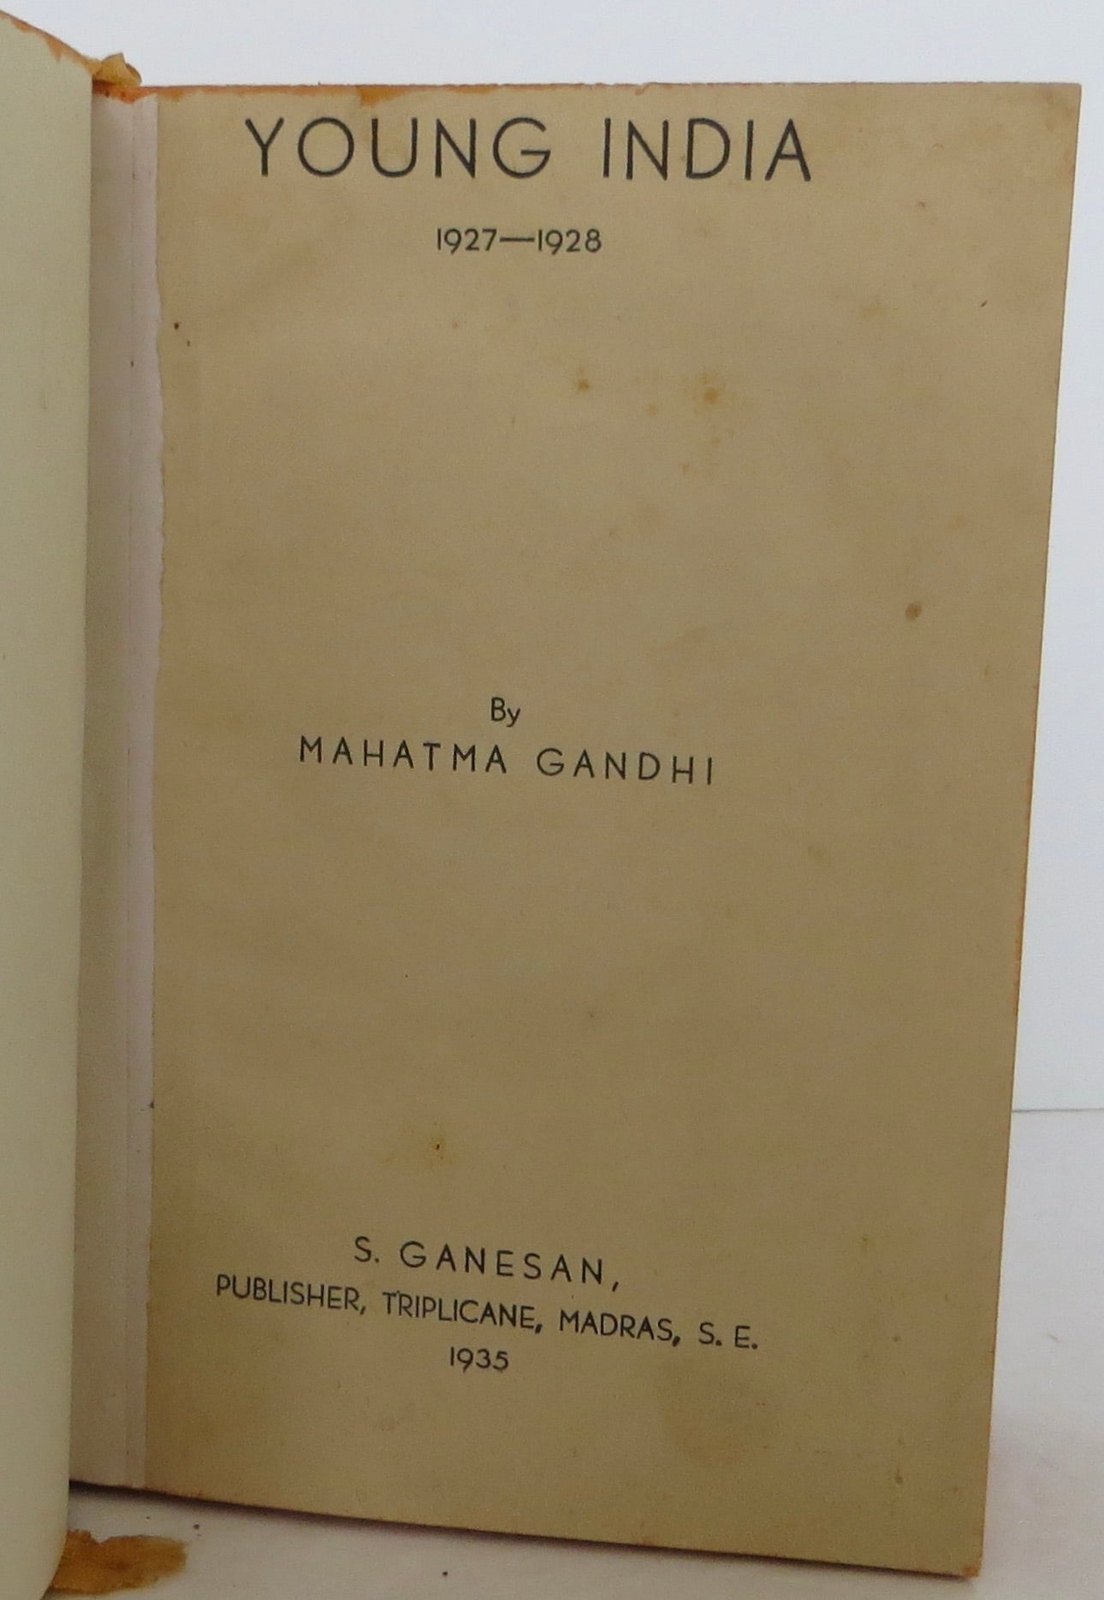 YOUNG INDIA
1927—1928
By
MAHATMA GANDHI
S. GANESAN,
PUBLISHER, TRIPLICANE, MADRAS, S. E.
1935